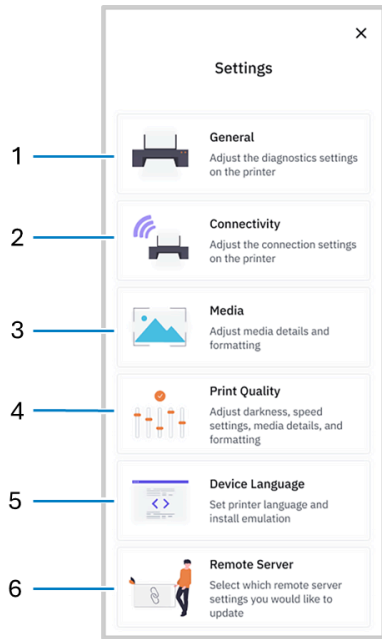 Settings
1
General
Adjust the diagnostics settings
on the printer
2
Connectivity
Adjust the connection settings
on the printer
3
Media
Adjust media details and
formatting
4
Print Quality
Adjust darkness, speed
settings, media details, and
formatting
5
Device Language
Set printer language and
install emulation
6
Remote Server
Select which remote server
settings you would like to
update